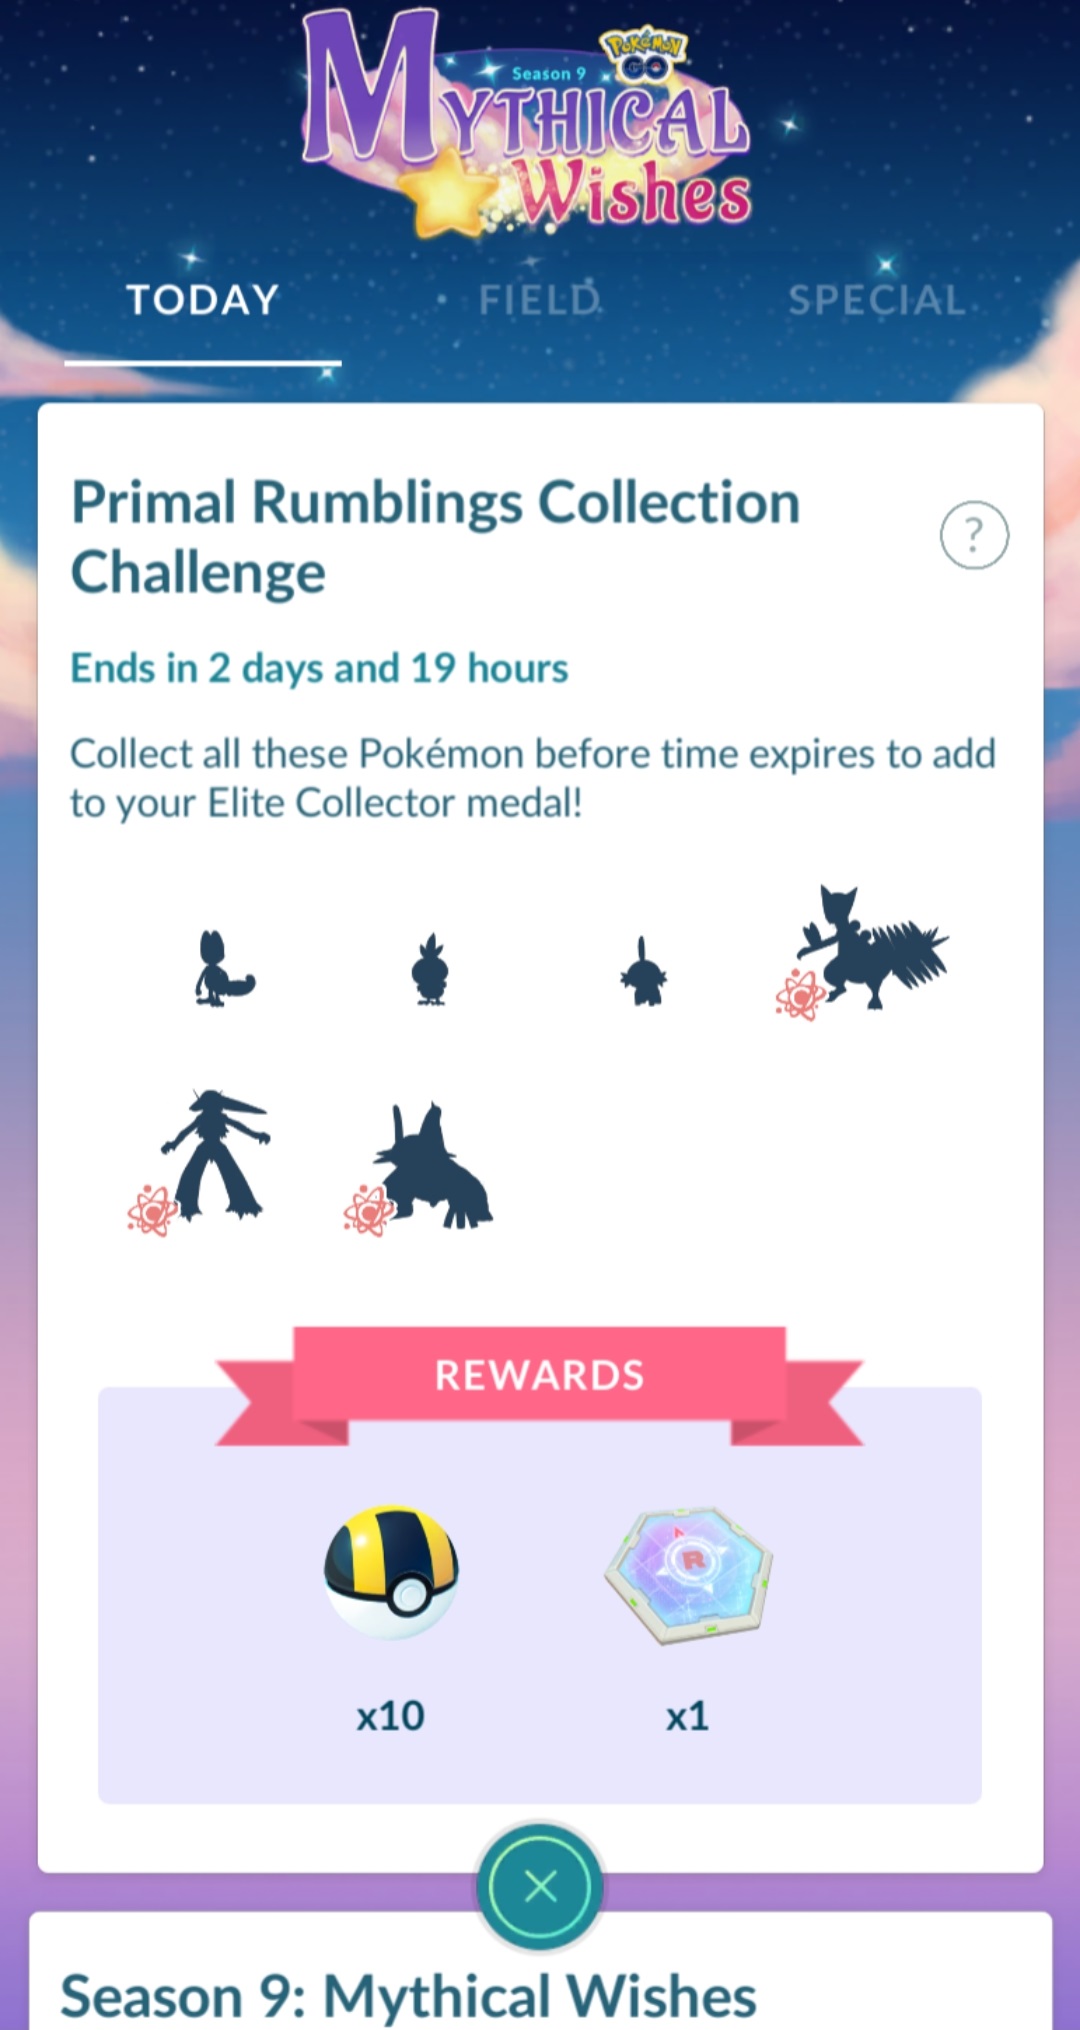 Pokémon
GO
Season 9
Mythical
Wishes
TODAY
FIELD
SPECIAL
Primal Rumblings Collection
Challenge
?
Ends in 2 days and 19 hours
Collect all these Pokémon before time expires to add
to your Elite Collector medal!
REWARDS
R
x10
x1
Season 9: Mythical Wishes